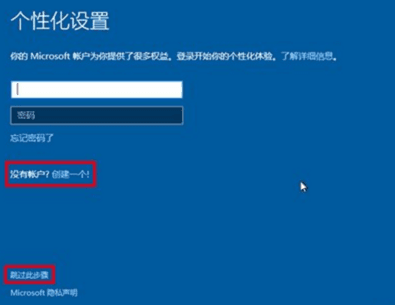 个性化设置
你的 Microsoft 帐户为你提供了很多权益。登录开始你的个性化体验。了解详细信息。
密码
忘记密码了
没有帐户? 创建一个!
跳过此步骤
Microsoft 隐私声明